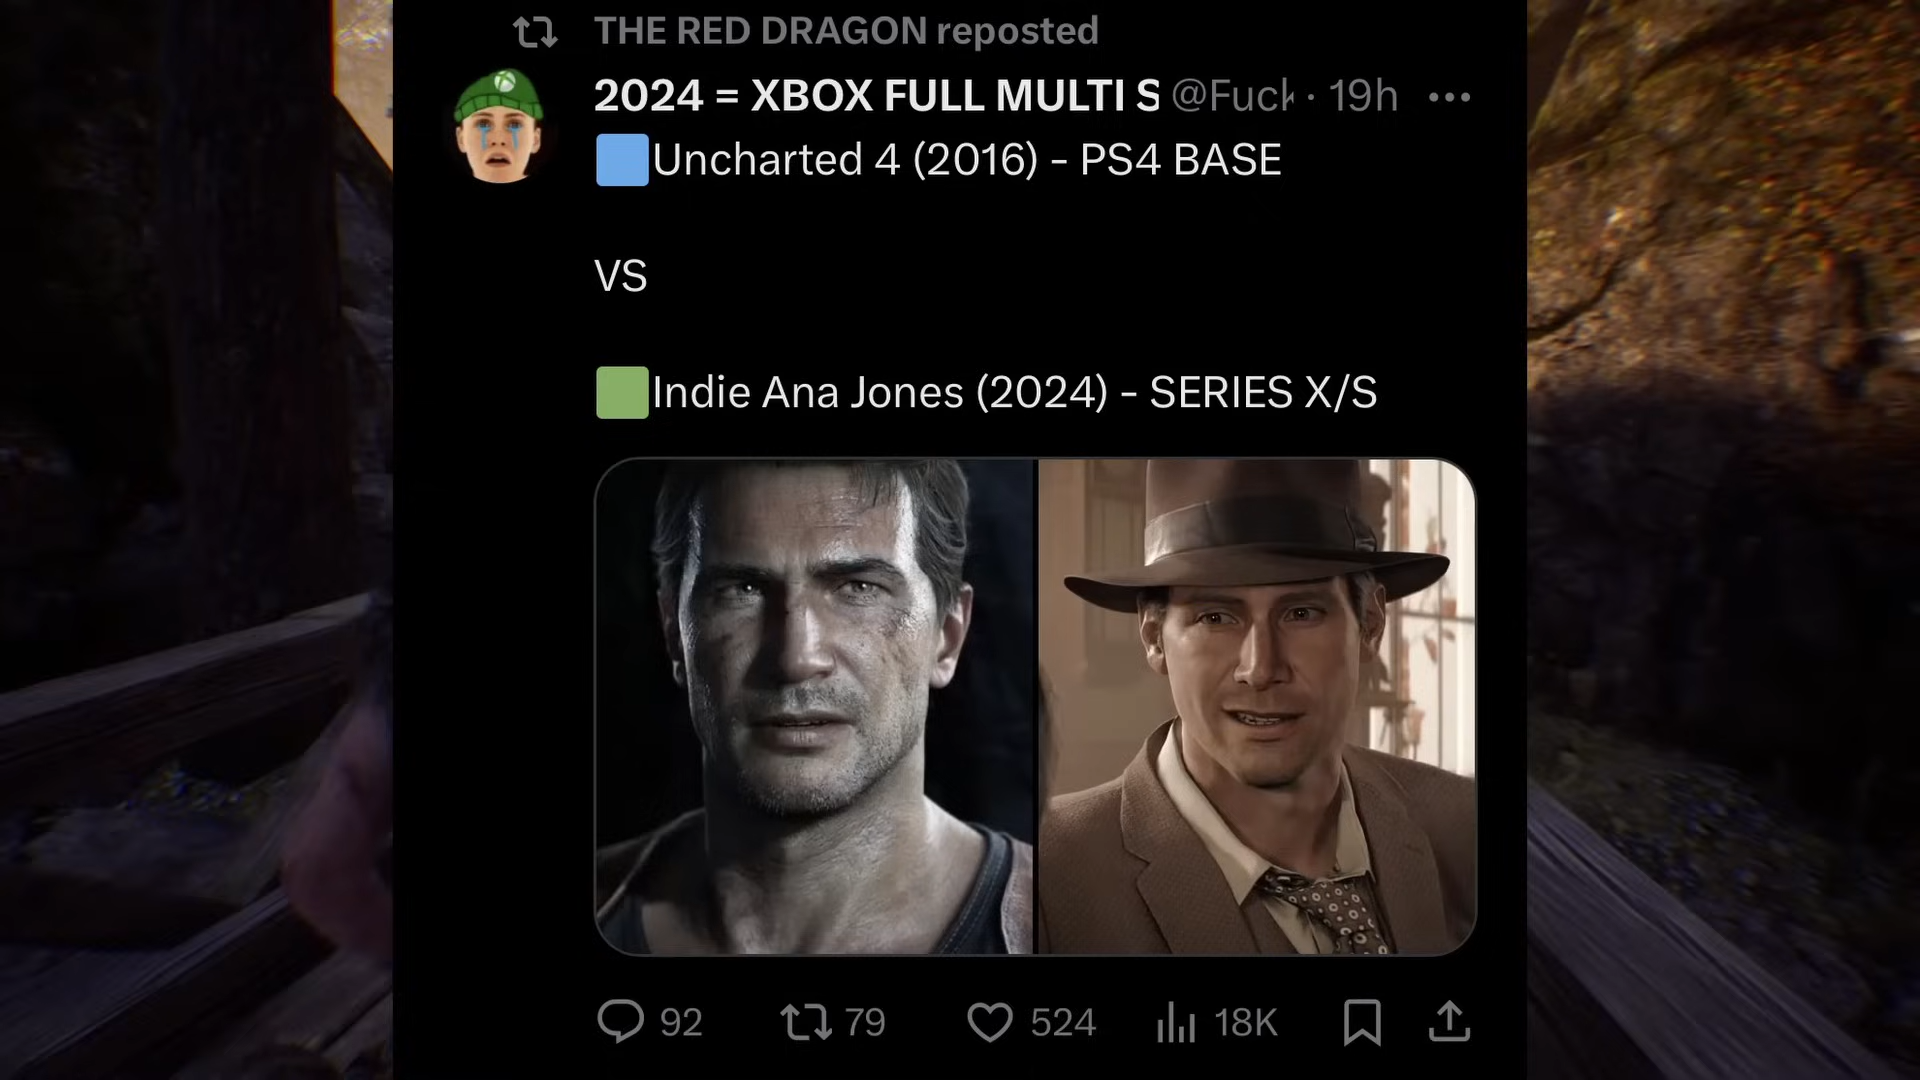 THE RED DRAGON reposted
2024 = XBOX FULL MULTI S @Fuck · 19h
Uncharted 4 (2016) - PS4 BASE
VS
Indie Ana Jones (2024) - SERIES X/S
92 79 524 18K